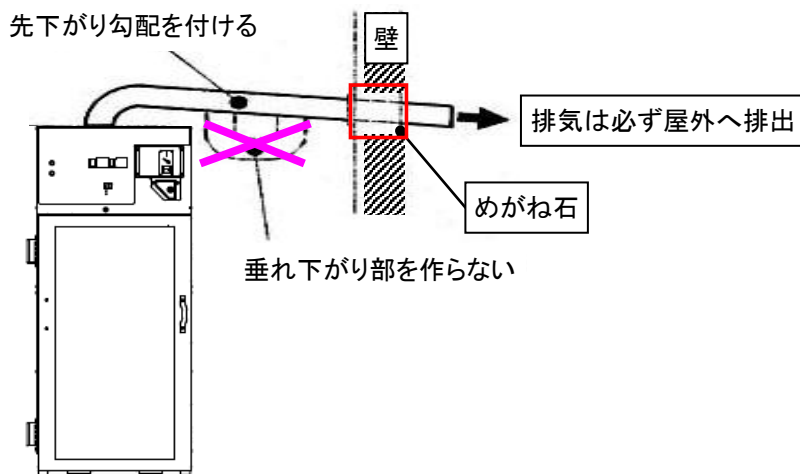 先下がり勾配を付ける
壁
排気は必ず屋外へ排出
めがね石
垂れ下がり部を作らない